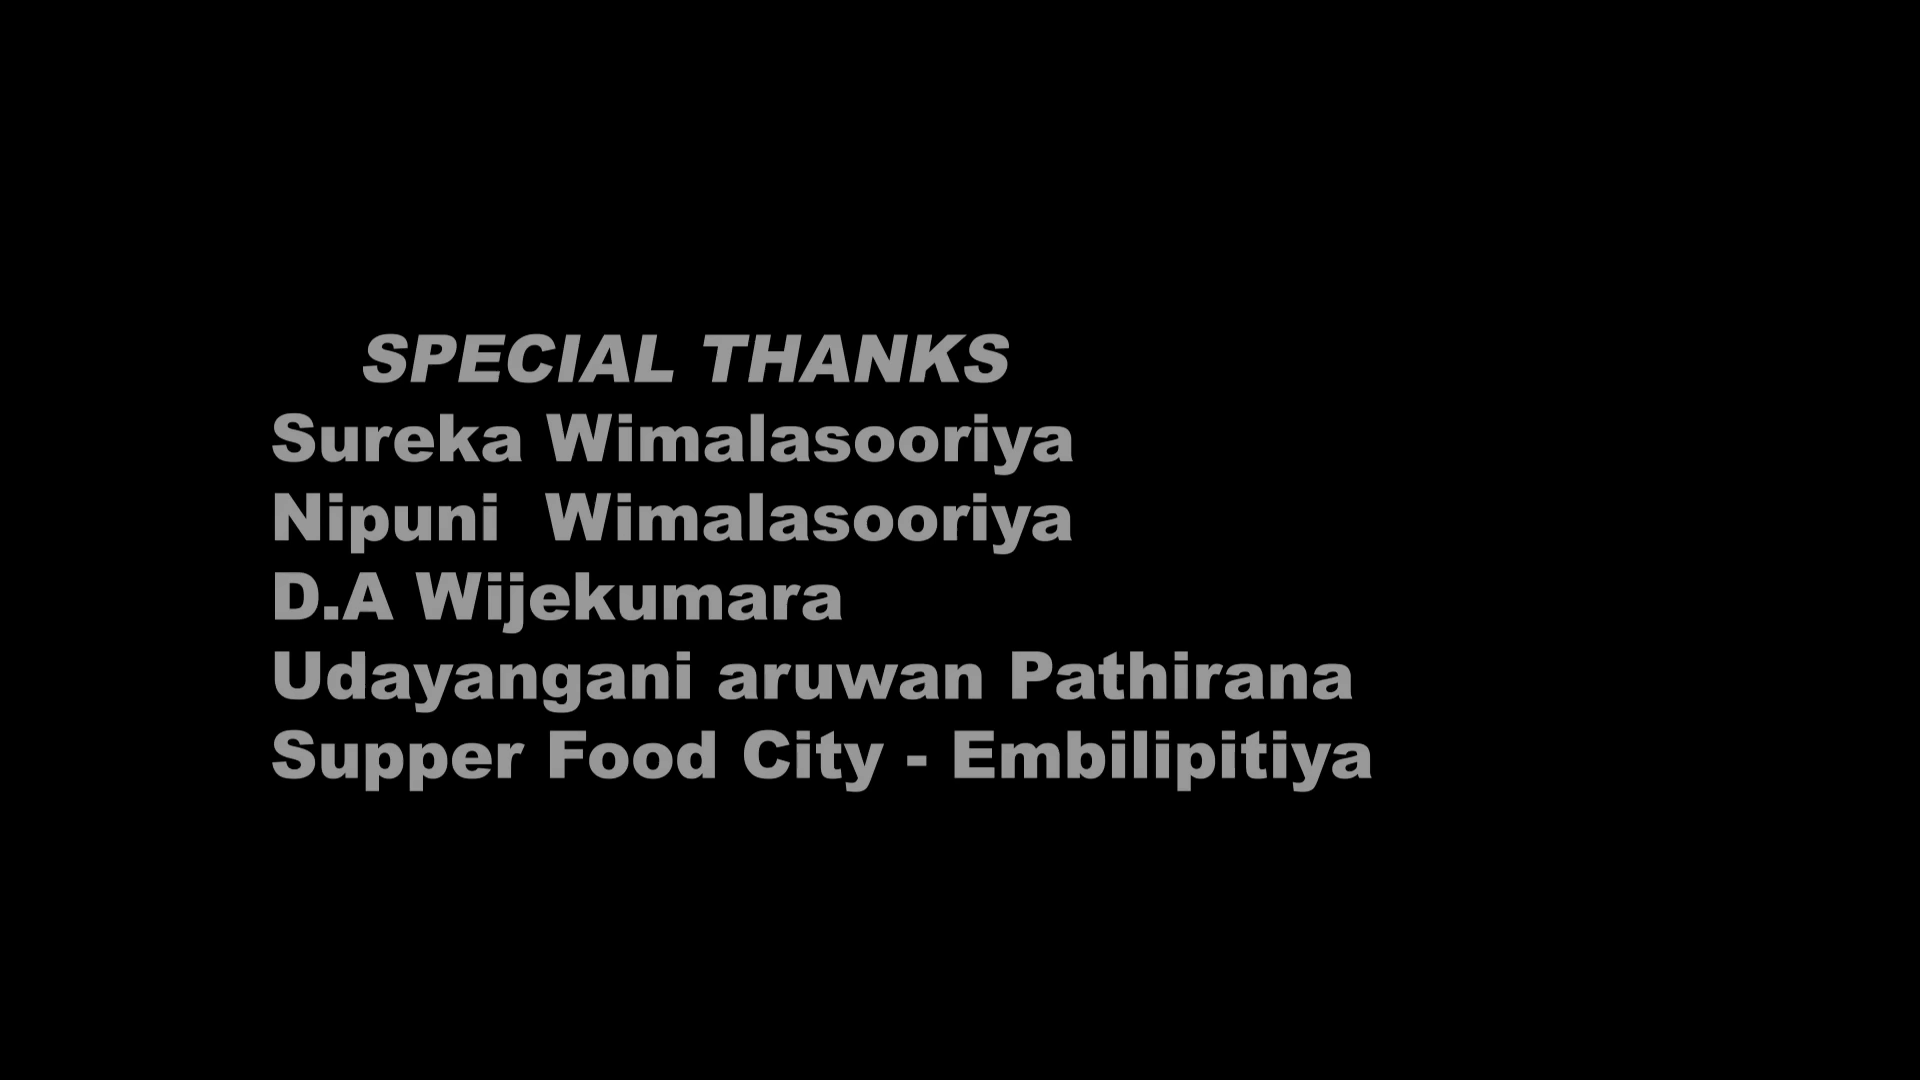 SPECIAL THANKS
Sureka Wimalasooriya
Nipuni  Wimalasooriya
D.A Wijekumara
Udayangani aruwan Pathirana
Supper Food City - Embilipitiya